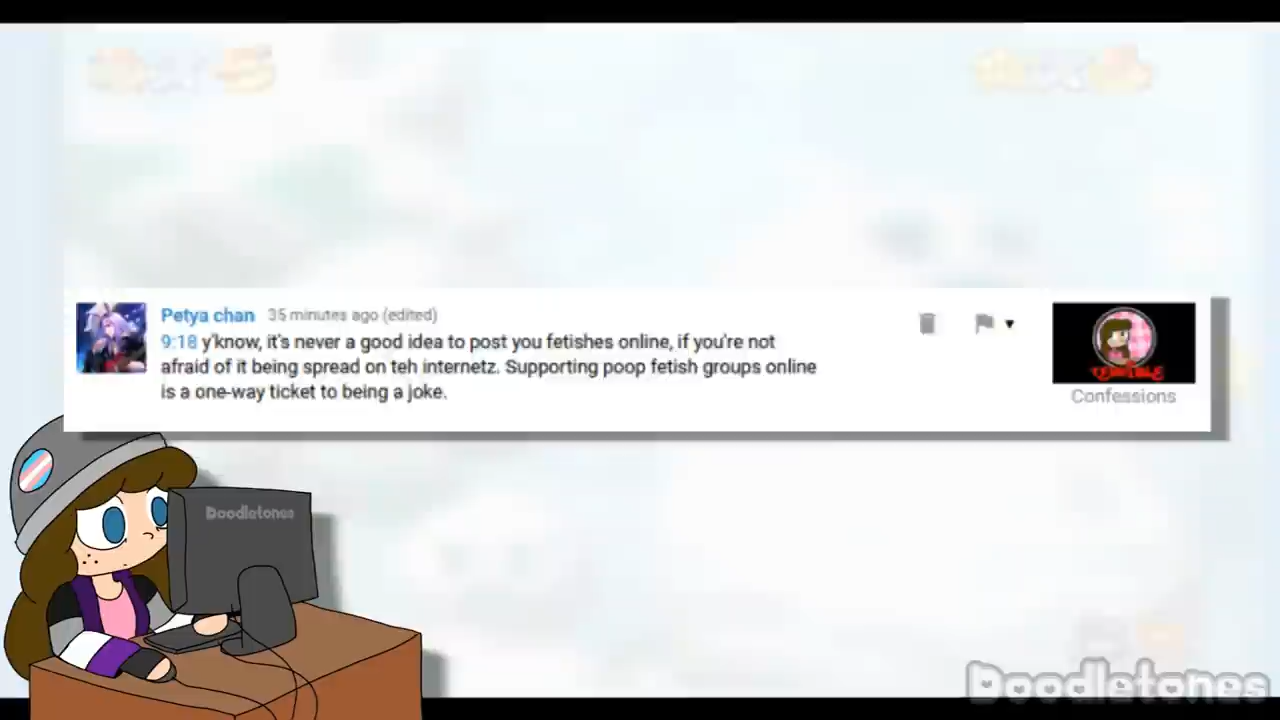 Petya chan 35 minutes ago (edited)
9:18 y'know, it's never a good idea to post you fetishes online, if you're not
afraid of it being spread on teh internetz. Supporting poop fetish groups online
is a one-way ticket to being a joke.
Confessions
Doodletones
Doodletones